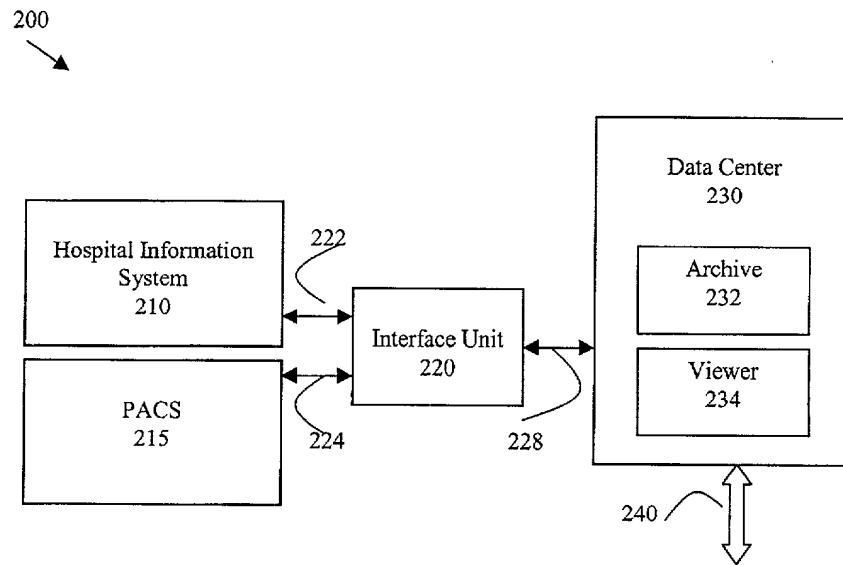 200
Data Center
230
Hospital Information
System
210
222
Archive
232
Interface Unit
220
Viewer
234
PACS
215
224
228
240